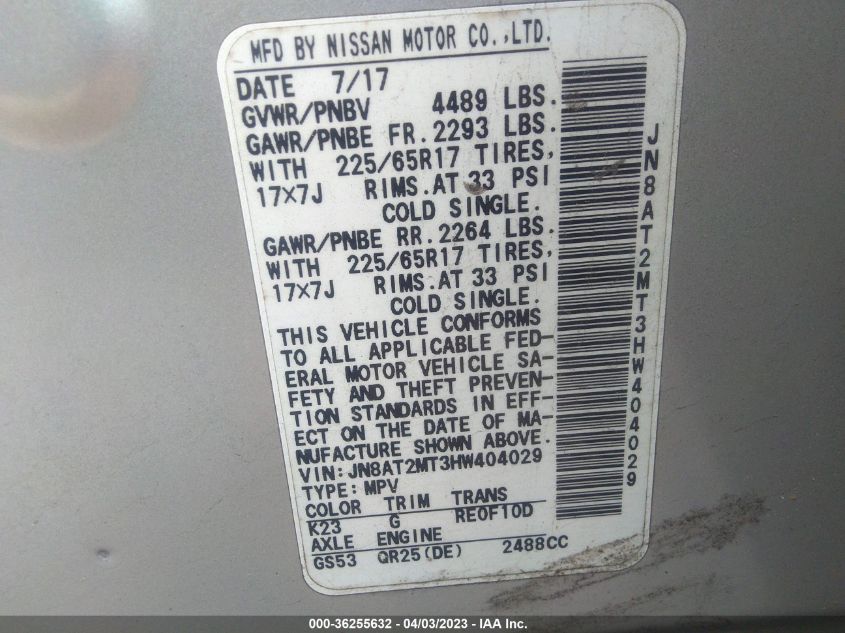 MFD BY NISSAN MOTOR CO.,LTD.
DATE 7/17
GVWR/PNBV 4489 LBS.
GAWR/PNBE FR. 2293 LBS.
WITH 225/65R17 TIRES,
17X7J RIMS.AT 33 PSI
COLD SINGLE.
GAWR/PNBE RR. 2264 LBS.
WITH 225/65R17 TIRES,
17X7J RIMS.AT 33 PSI
COLD SINGLE.
THIS VEHICLE CONFORMS
TO ALL APPLICABLE FED-
ERAL MOTOR VEHICLE SA-
FETY AND THEFT PREVEN-
TION STANDARDS IN EFF-
ECT ON THE DATE OF MA-
NUFACTURE SHOWN ABOVE.
VIN:JN8AT2MT3HW404029
TYPE:MPV
COLOR TRIM TRANS
K23 G RE0F10D
AXLE ENGINE
GS53 QR25(DE) 2488CC
JN8AT2MT3HW404029
000-36255632 - 04/03/2023 - IAA Inc.